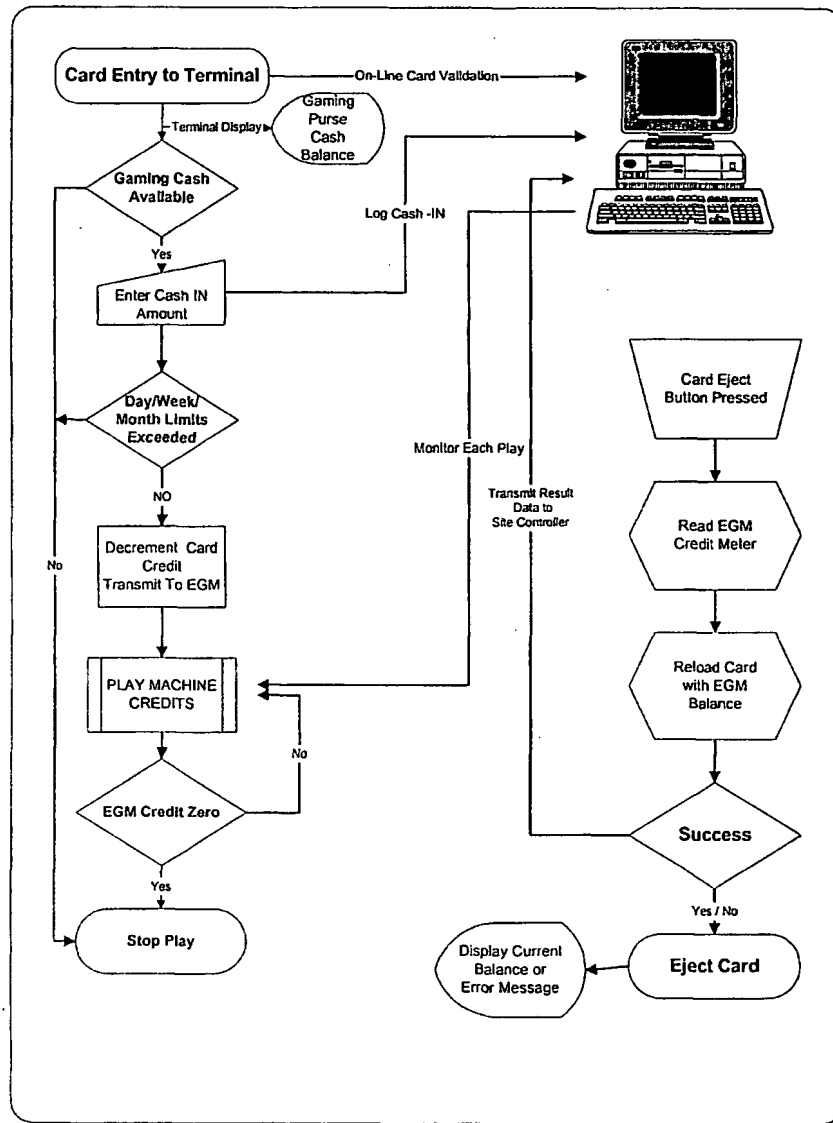 Card Entry to Terminal
On-Line Card Validation
Terminal Display
Gaming
Purse
Cash
Balance
Gaming Cash
Available
Log Cash -IN
Yes
Enter Cash IN
Amount
Day/Week/
Month Limits
Exceeded
NO
No
Decrement Card
Credit
Transmit To EGM
PLAY MACHINE
CREDITS
No
EGM Credit Zero
Yes
Stop Play
Monitor Each Play
Transmit Result
Data to
Site Controller
Card Eject
Button Pressed
Read EGM
Credit Meter
Reload Card
with EGM
Balance
Success
Yes / No
Eject Card
Display Current
Balance or
Error Message